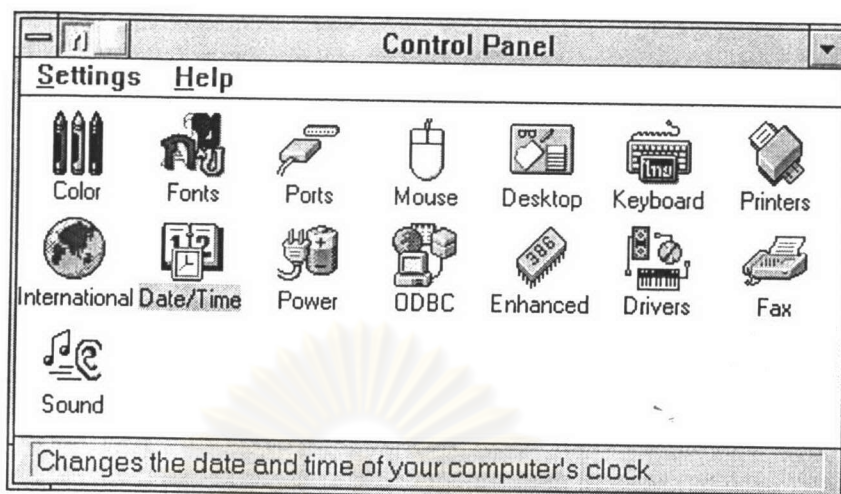 Control Panel
Settings Help
Color Fonts Ports Mouse Desktop Keyboard Printers
International Date/Time Power ODBC Enhanced Drivers Fax
Sound
Changes the date and time of your computer's clock